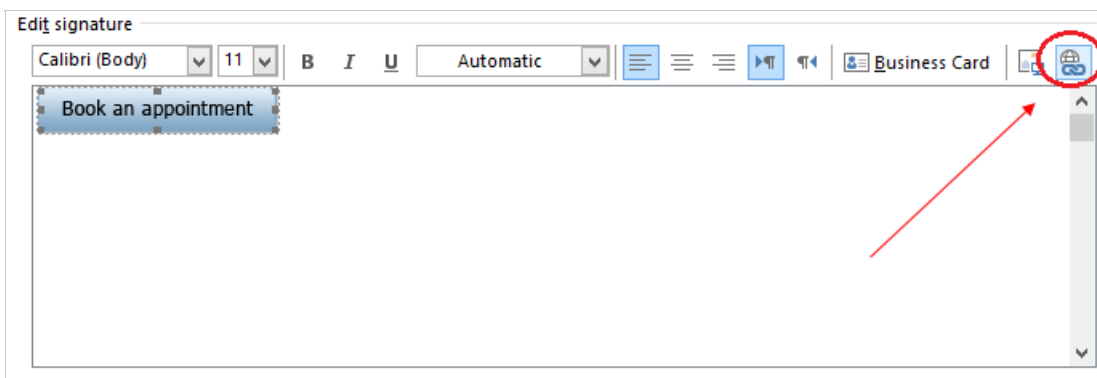 Edit signature
Calibri (Body) 11 B I U Automatic Business Card
Book an appointment